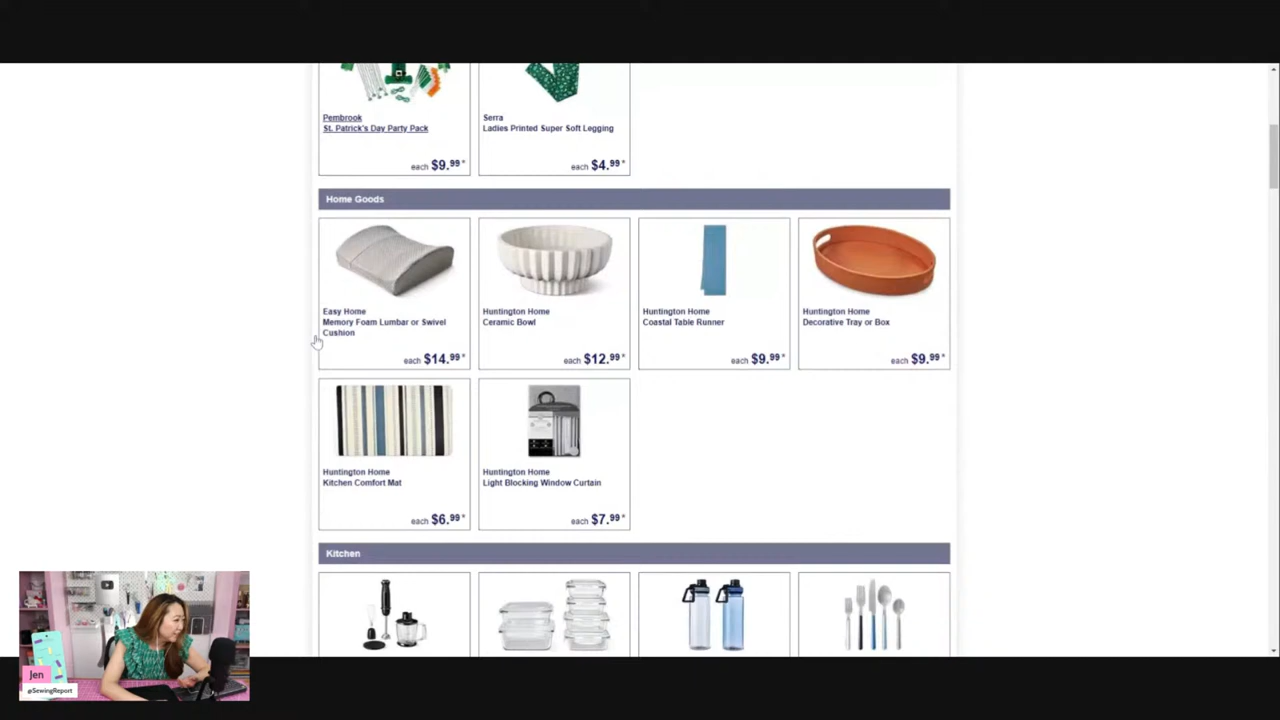 Pembrook
St. Patrick's Day Party Pack
each $9.99*
Serra
Ladies Printed Super Soft Legging
each $4.99*
Home Goods
Easy Home
Memory Foam Lumbar or Swivel
Cushion
each $14.99*
Huntington Home
Ceramic Bowl
each $12.99*
Huntington Home
Coastal Table Runner
each $9.99*
Huntington Home
Decorative Tray or Box
each $9.99*
Huntington Home
Kitchen Comfort Mat
each $6.99*
Huntington Home
Light Blocking Window Curtain
each $7.99*
Kitchen
Jen
@SewingReport